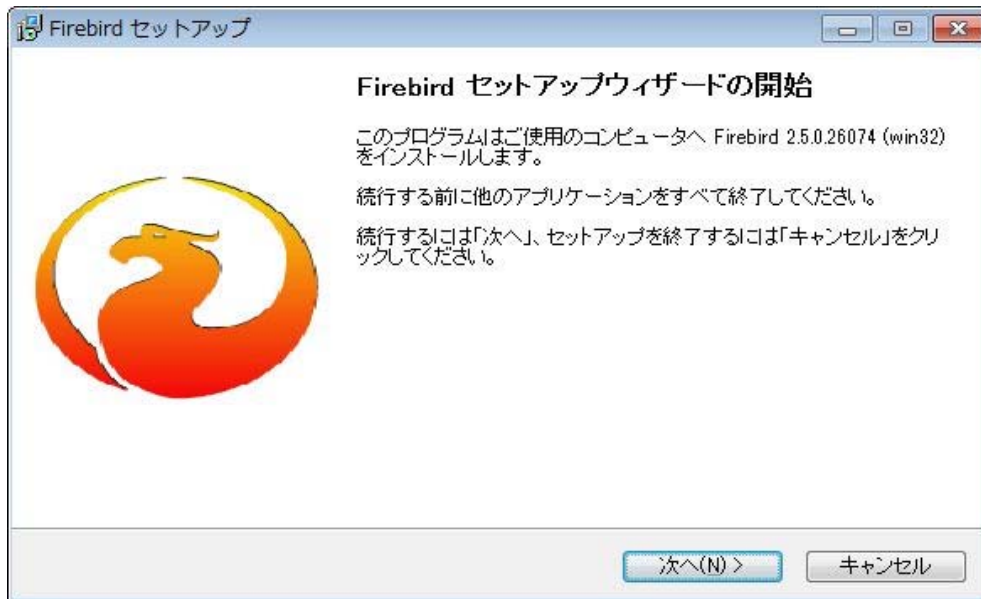 Firebird セットアップ
Firebird セットアップウィザードの開始
このプログラムはご使用のコンピュータへ Firebird 2.5.0.26074 (win32)
をインストールします。
続行する前に他のアプリケーションをすべて終了してください。
続行するには「次へ」、セットアップを終了するには「キャンセル」をクリ
ックしてください。
次へ(N) >
キャンセル